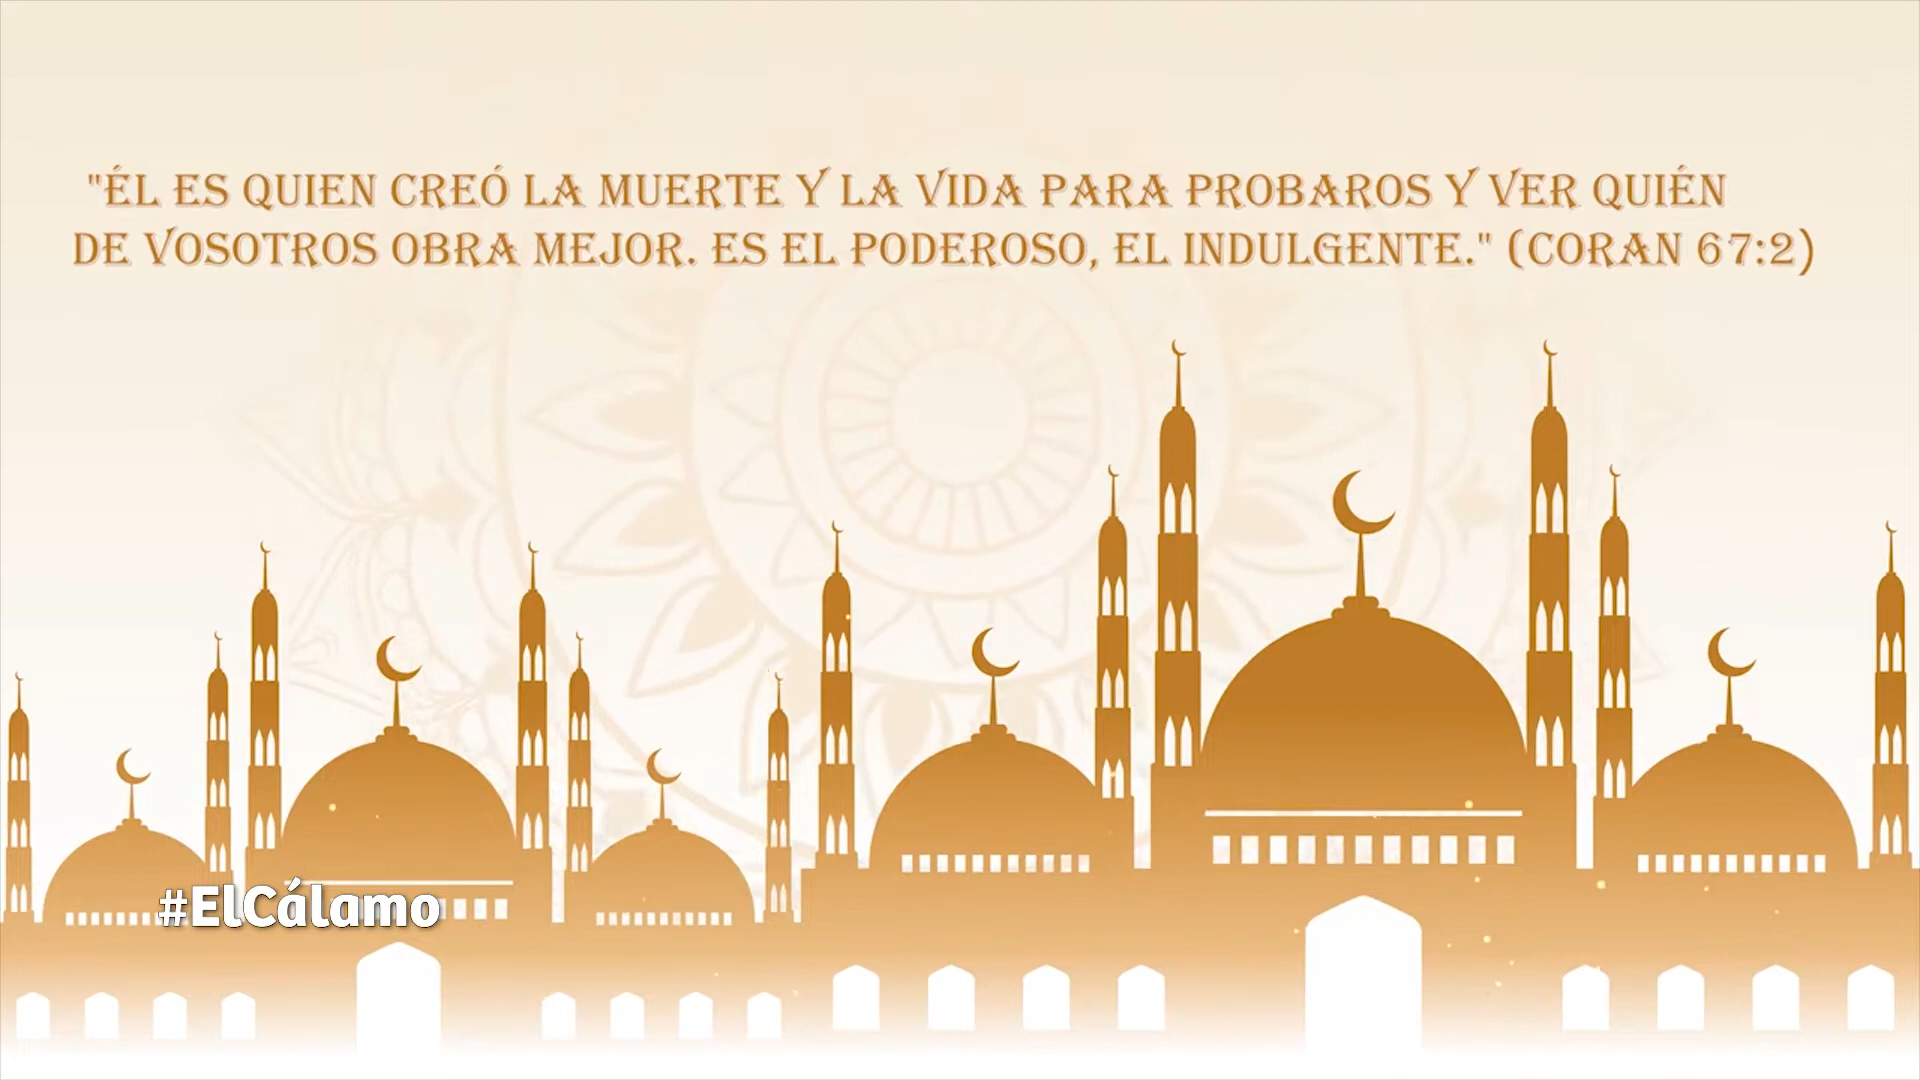 "ÉL ES QUIEN CREÓ LA MUERTE Y LA VIDA PARA PROBAROS Y VER QUIÉN
DE VOSOTROS OBRA MEJOR. ES EL PODEROSO, EL INDULGENTE." (CORAN 67:2)
#ElCálamo